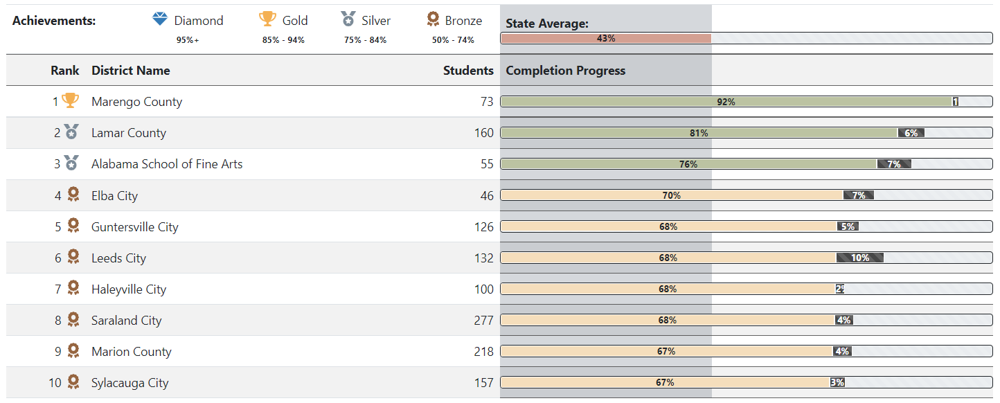 Achievements: Diamond Gold Silver Bronze State Average:
95%+ 85% - 94% 75% - 84% 50% - 74% 43%
Rank District Name Students Completion Progress
1 Marengo County 73 92% 1
2 Lamar County 160 81% 6%
3 Alabama School of Fine Arts 55 76% 7%
4 Elba City 46 70% 7%
5 Guntersville City 126 68% 5%
6 Leeds City 132 68% 10%
7 Haleyville City 100 68% 2%
8 Saraland City 277 68% 4%
9 Marion County 218 67% 4%
10 Sylacauga City 157 67% 3%